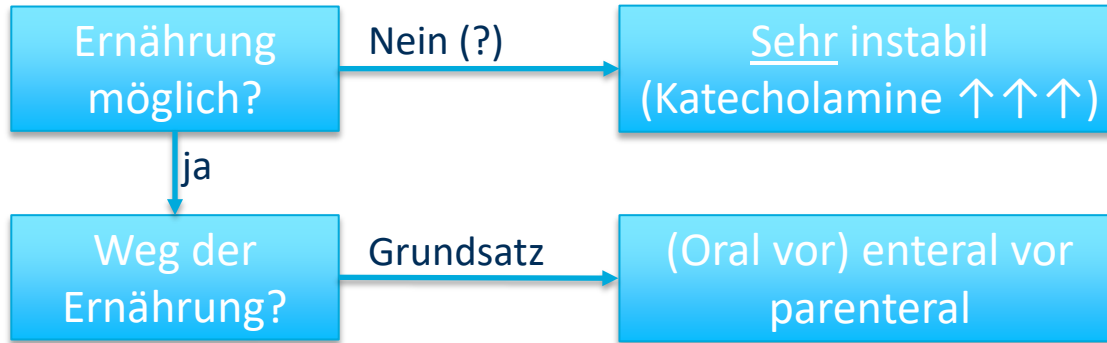 Ernährung
möglich?
Nein (?)
Sehr instabil
(Katecholamine ↑↑↑)
ja
Weg der
Ernährung?
Grundsatz
(Oral vor) enteral vor
parenteral